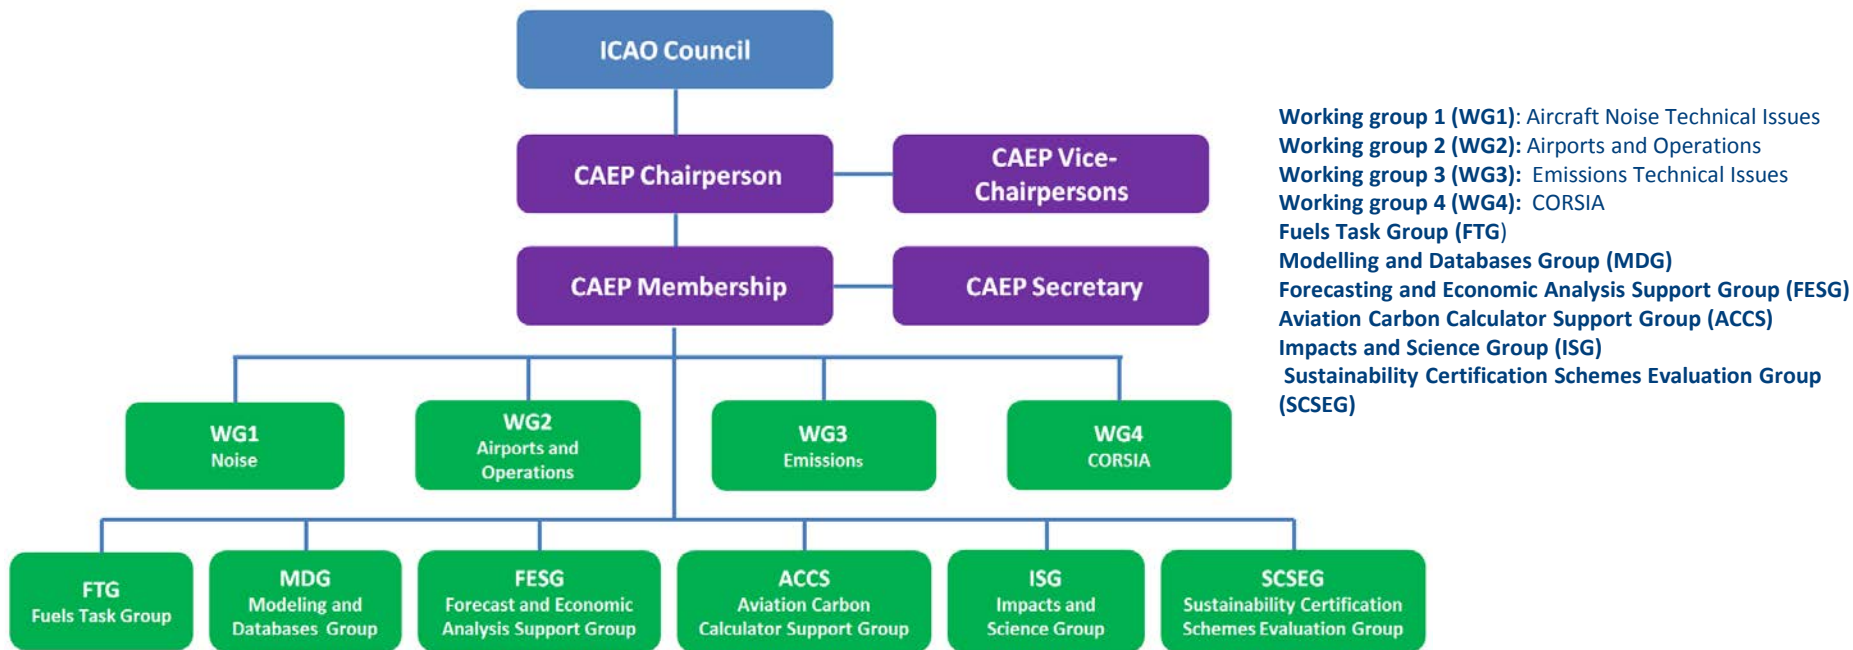 ICAO Council
CAEP Chairperson
CAEP Vice-
Chairpersons
CAEP Membership
CAEP Secretary
WG1
Noise
WG2
Airports and
Operations
WG3
Emissions
WG4
CORSIA
FTG
Fuels Task Group
MDG
Modeling and
Databases Group
FESG
Forecast and Economic
Analysis Support Group
ACCS
Aviation Carbon
Calculator Support Group
ISG
Impacts and
Science Group
SCSEG
Sustainability Certification
Schemes Evaluation Group
Working group 1 (WG1): Aircraft Noise Technical Issues
Working group 2 (WG2): Airports and Operations
Working group 3 (WG3): Emissions Technical Issues
Working group 4 (WG4): CORSIA
Fuels Task Group (FTG)
Modelling and Databases Group (MDG)
Forecasting and Economic Analysis Support Group (FESG)
Aviation Carbon Calculator Support Group (ACCS)
Impacts and Science Group (ISG)
Sustainability Certification Schemes Evaluation Group
(SCSEG)